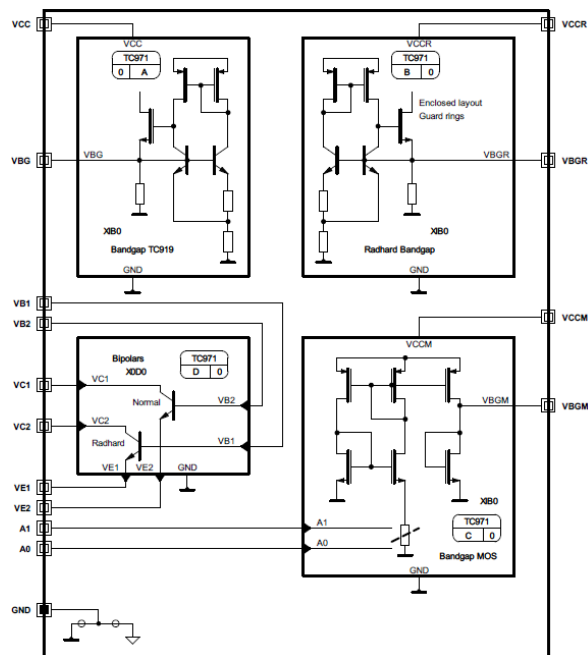 VCC
VCCR
VCC
TC971
0 A
VCCR
TC971
B 0
Enclosed layout
Guard rings
VBG
VBG
VBGR
VBGR
XIB0
Bandgap TC919
XIB0
Radhard Bandgap
GND
GND
VB1
VB2
VCCM
Bipolars
X0D0
TC971
D 0
VCCM
VC1
VC1
Normal
VB2
VBGM
VBGM
VC2
VC2
Radhard
VB1
VE1
VE2
GND
VE1
VE2
XIB0
A1
A1
TC971
C 0
A0
A0
Bandgap MOS
GND
GND